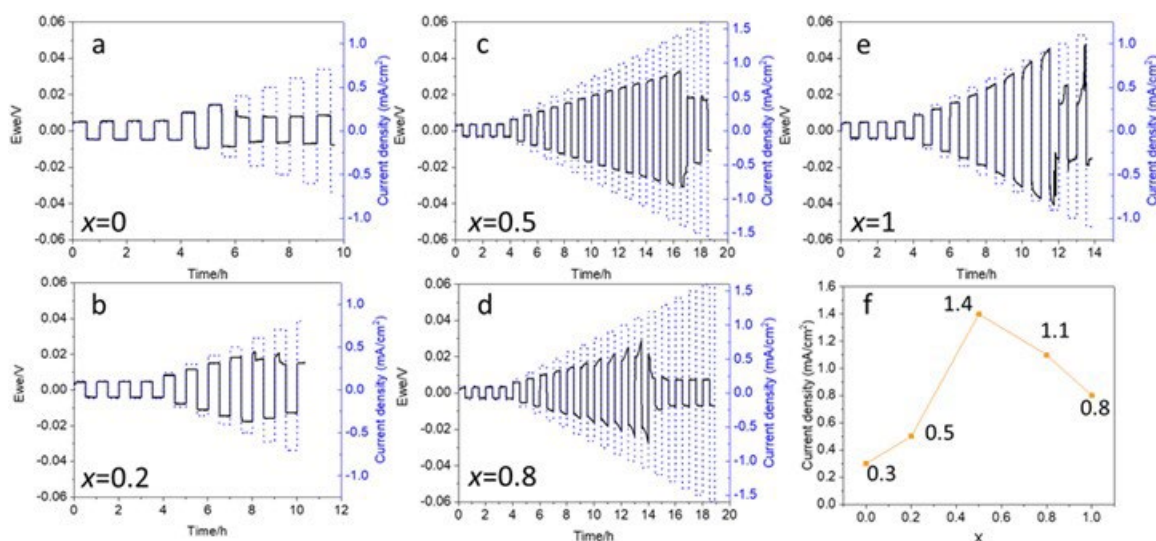 a
x=0
Ewe/V
0.06
0.04
0.02
0.00
-0.02
-0.04
-0.06
0 2 4 6 8 10
Time/h
1.0
0.5
0.0
-0.5
-1.0
Current density (mA/cm²)
c
x=0.5
Ewe/V
0.06
0.04
0.02
0.00
-0.02
-0.04
-0.06
0 2 4 6 8 10 12 14 16 18 20
Time/h
1.5
1.0
0.5
0.0
-0.5
-1.0
-1.5
Current density (mA/cm²)
e
x=1
Ewe/V
0.06
0.04
0.02
0.00
-0.02
-0.04
-0.06
0 2 4 6 8 10 12 14
Time/h
1.0
0.5
0.0
-0.5
-1.0
Current density (mA/cm²)
b
x=0.2
Ewe/V
0.06
0.04
0.02
0.00
-0.02
-0.04
-0.06
0 2 4 6 8 10 12
Time/h
1.0
0.5
0.0
-0.5
-1.0
Current density (mA/cm²)
d
x=0.8
Ewe/V
0.06
0.04
0.02
0.00
-0.02
-0.04
-0.06
0 2 4 6 8 10 12 14 16 18 20
Time/h
1.5
1.0
0.5
0.0
-0.5
-1.0
-1.5
Current density (mA/cm²)
f
Current density (mA/cm²)
1.6
1.4
1.2
1.0
0.8
0.6
0.4
0.2
0.0
0.0 0.2 0.4 0.6 0.8 1.0
X
0.3
0.5
1.4
1.1
0.8